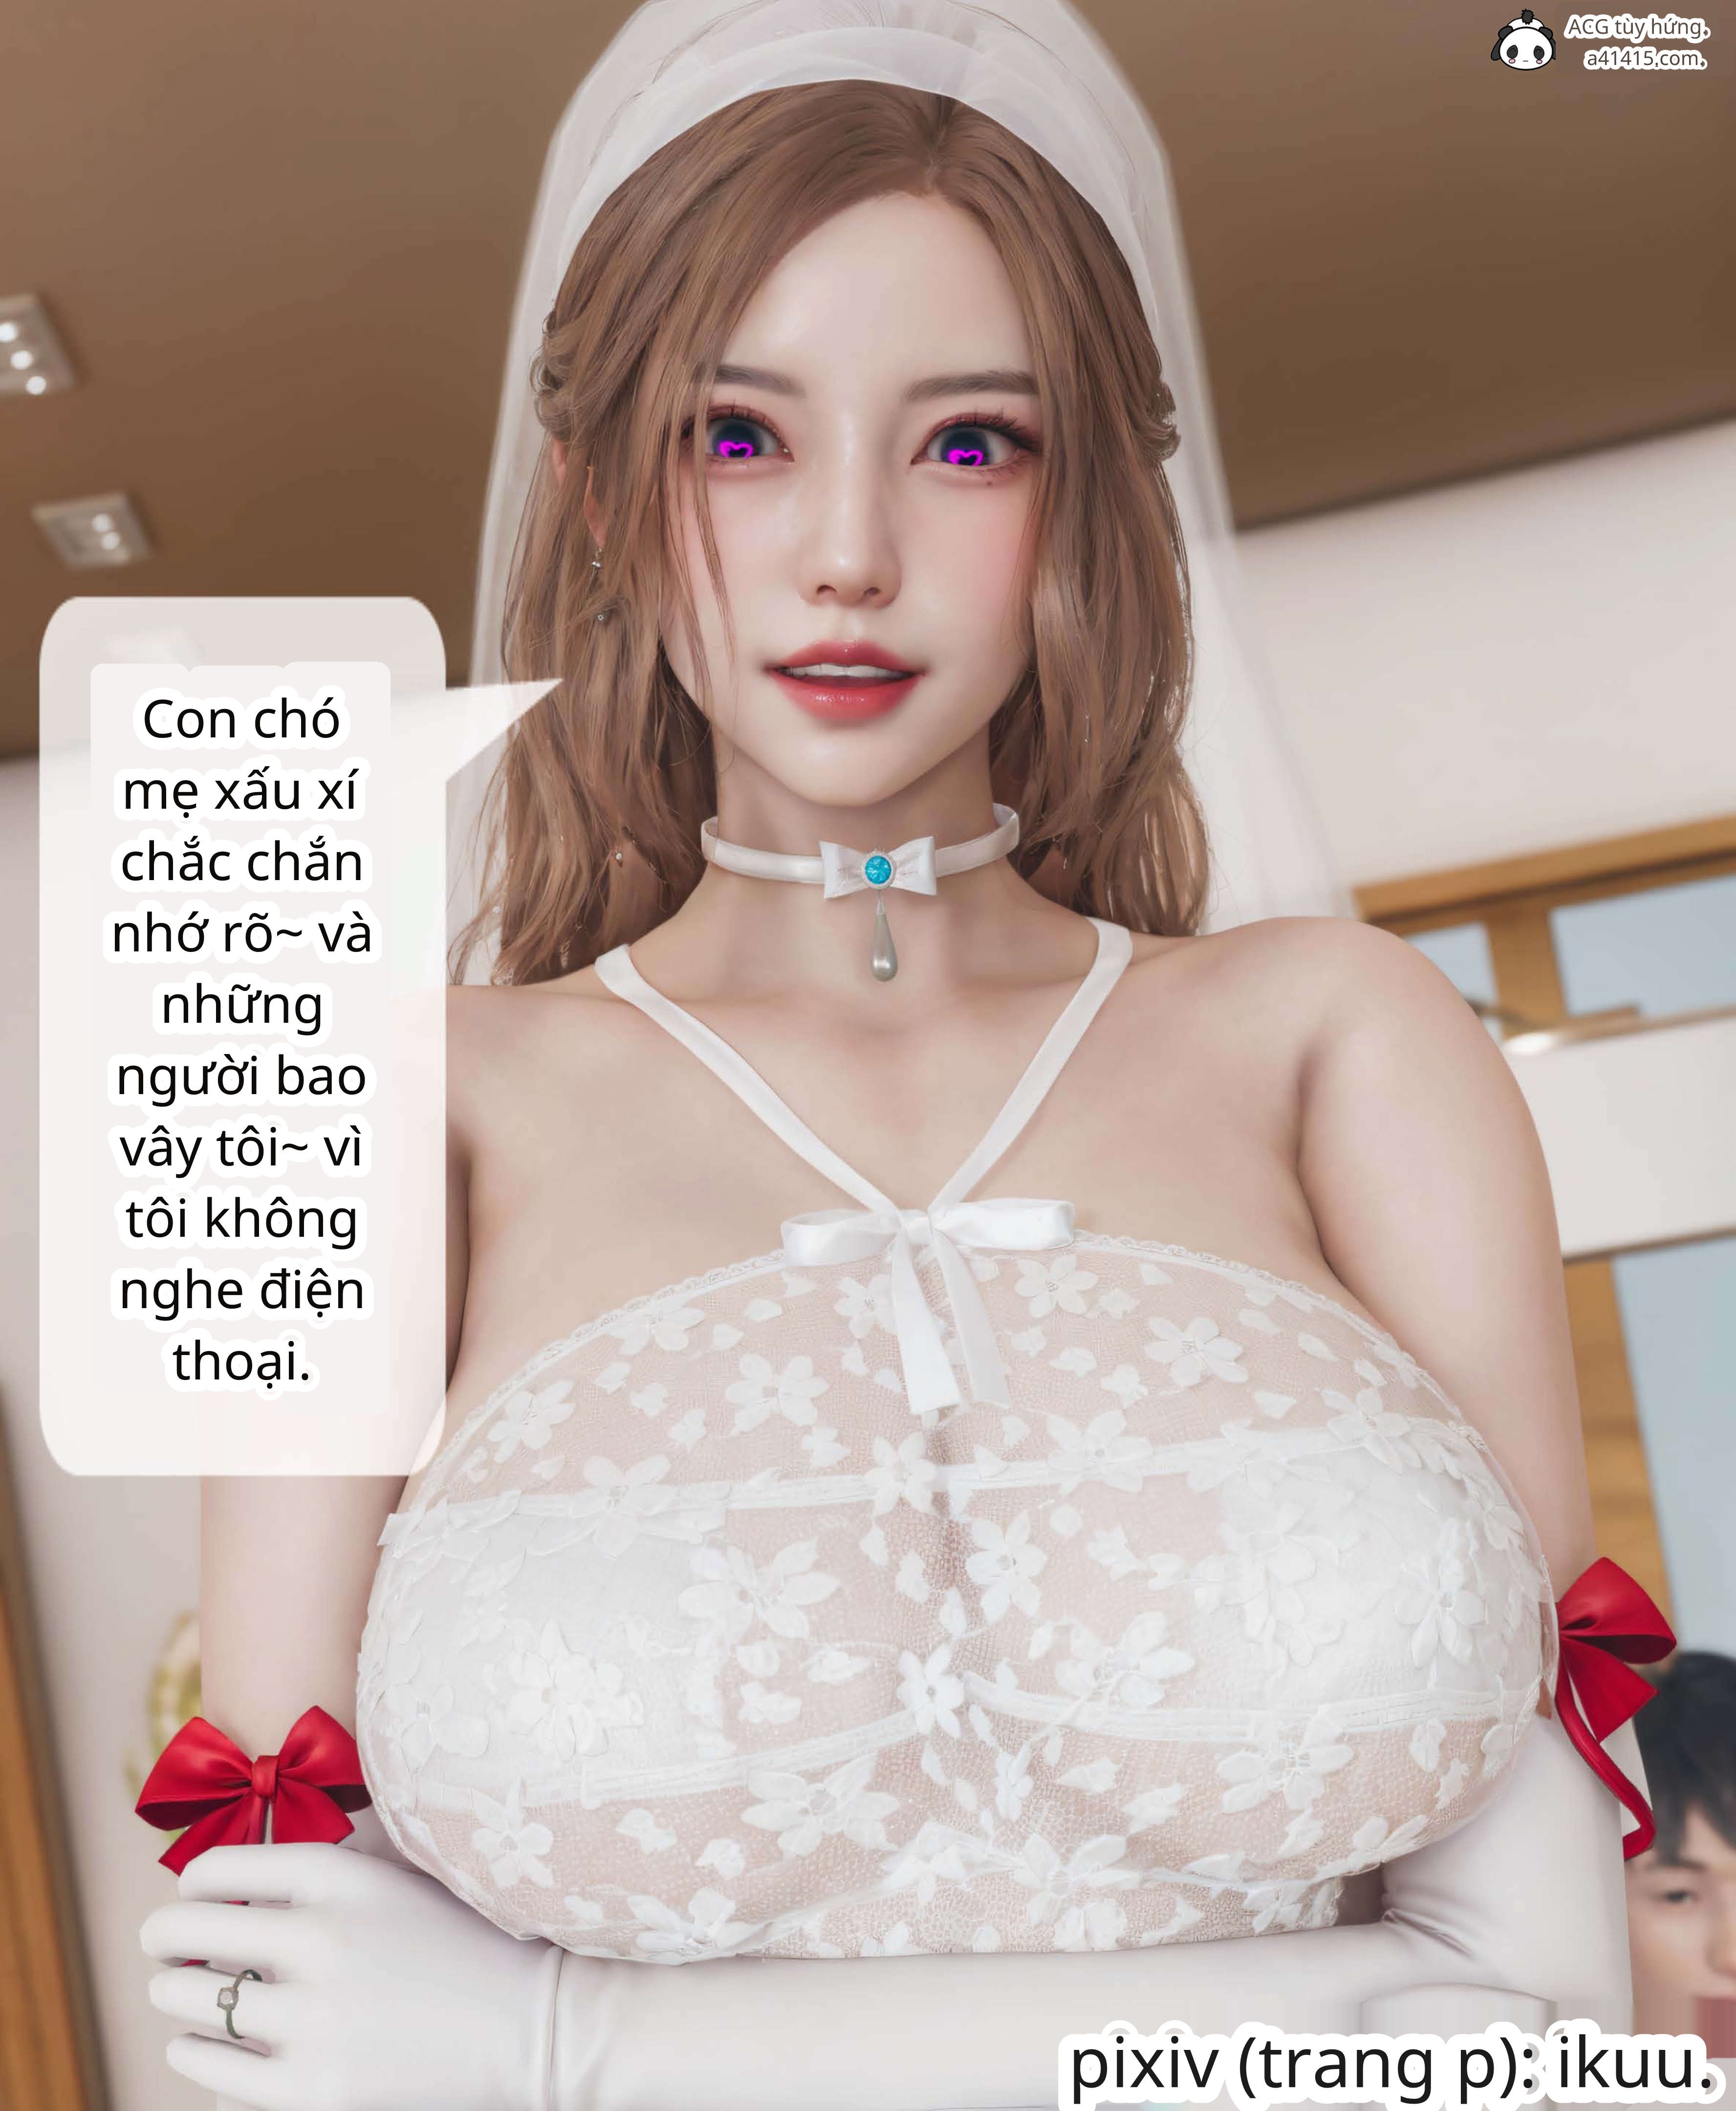 ACG tùy hứng.
a41415.com.
Con chó
mẹ xấu xí
chắc chắn
nhớ rõ~ và
những
người bao
vây tôi~ vì
tôi không
nghe điện
thoại.
pixiv (trang p): ikuu.